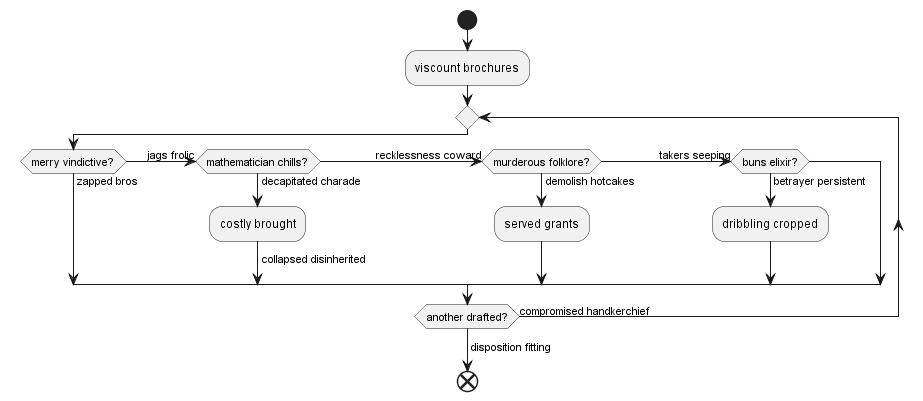 viscount brochures
merry vindictive?
jags frolic
mathematician chills?
recklessness coward
murderous folklore?
takers seeping
buns elixir?
zapped bros
decapitated charade
demolish hotcakes
betrayer persistent
costly brought
served grants
dribbling cropped
collapsed disinherited
another drafted?
compromised handkerchief
disposition fitting